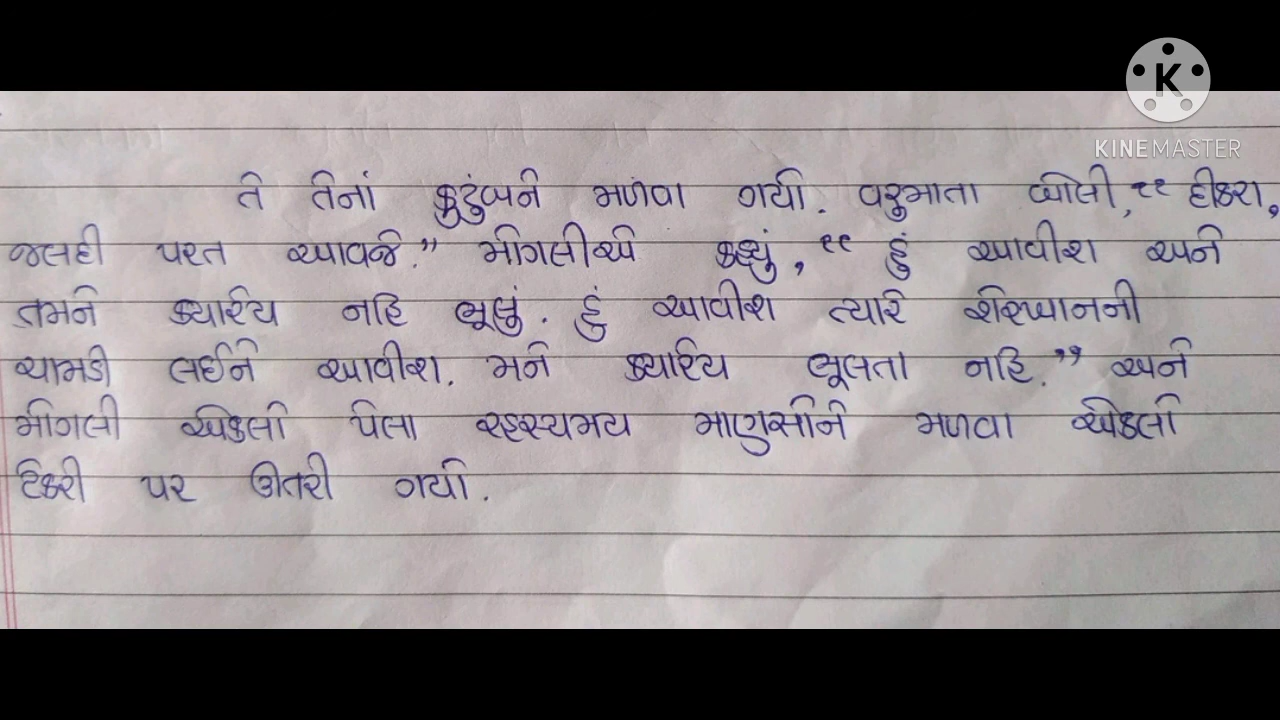 KINEMASTER
તે તેનાં કુટુંબને મળવા ગયો. વરુમાતા બોલી, "દીકરા,
જલદી પરત આવજે." મોગલીએ કહ્યું, "હું આવીશ અને
તમને ક્યારેય નહિ ભૂલું. હું આવીશ ત્યારે શેરખાનની
ચામડી લઈને આવીશ. મને ક્યારેય ભૂલતા નહિ." અને
મોગલી એકલો પેલા રહસ્યમય માણસોને મળવા એકલો
ટેકરી પર ઊતરી ગયો.